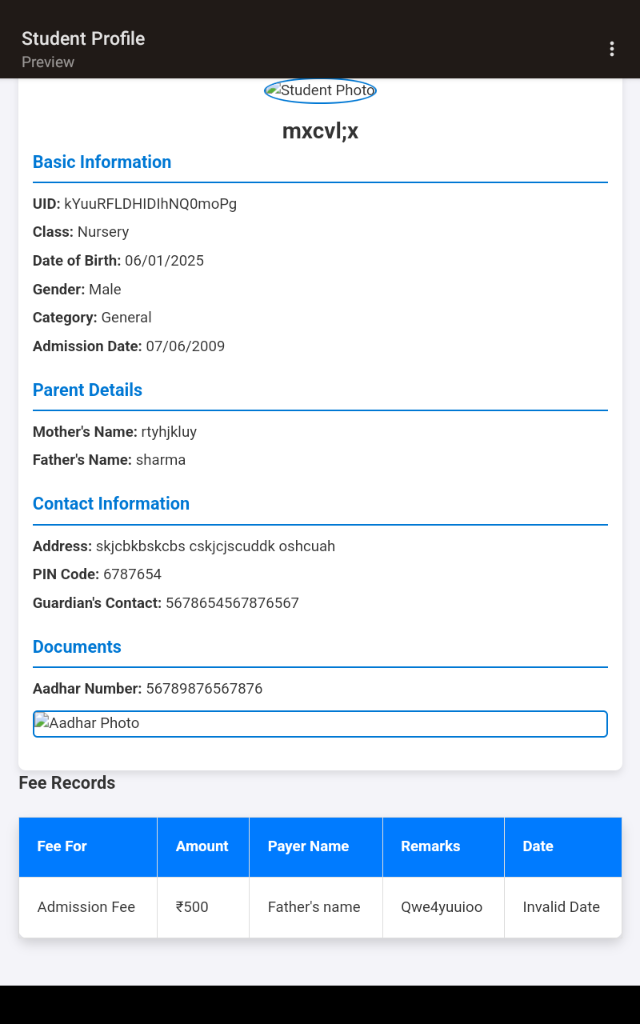 Student Profile
Preview
Student Photo
mxcvl;x
Basic Information
UID: kYuuRFLDHIDIhNQ0moPg
Class: Nursery
Date of Birth: 06/01/2025
Gender: Male
Category: General
Admission Date: 07/06/2009
Parent Details
Mother's Name: rtyhjkluy
Father's Name: sharma
Contact Information
Address: skjcbkbskcbs cskjcjscuddk oshcuah
PIN Code: 6787654
Guardian's Contact: 5678654567876567
Documents
Aadhar Number: 56789876567876
Aadhar Photo
Fee Records
Fee For Amount Payer Name Remarks Date
Admission Fee ₹500 Father's name Qwe4yuuioo Invalid Date